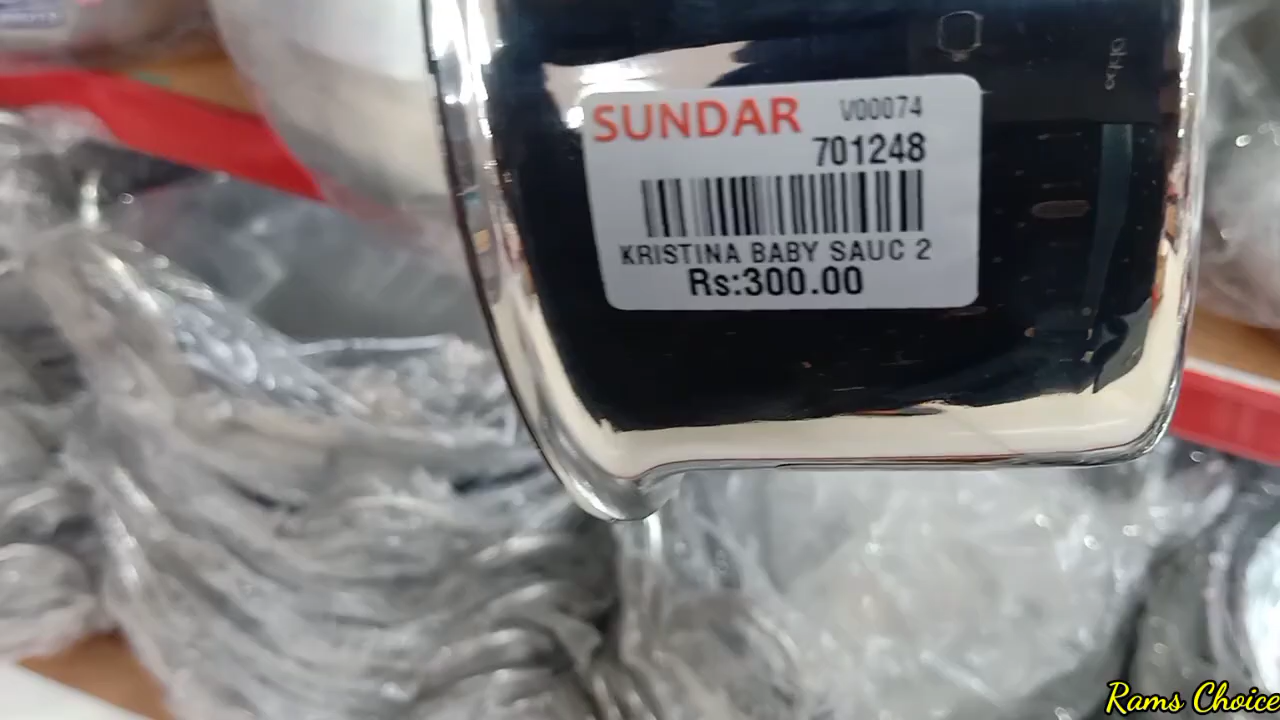 SUNDAR V00074
701248
KRISTINA BABY SAUC 2
Rs:300.00
Rams Choice